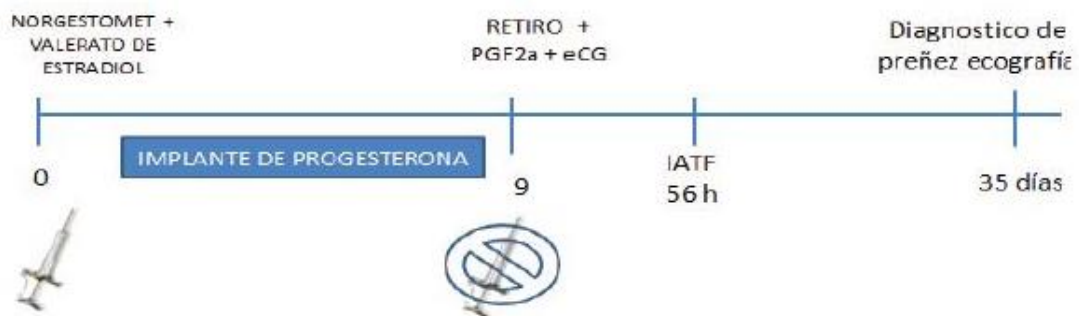 NORGESTOMET +
VALERATO DE
ESTRADIOL
RETIRO +
PGF2a + eCG
Diagnostico de
preñez ecografía
IMPLANTE DE PROGESTERONA
0
9
IATF
56 h
35 días